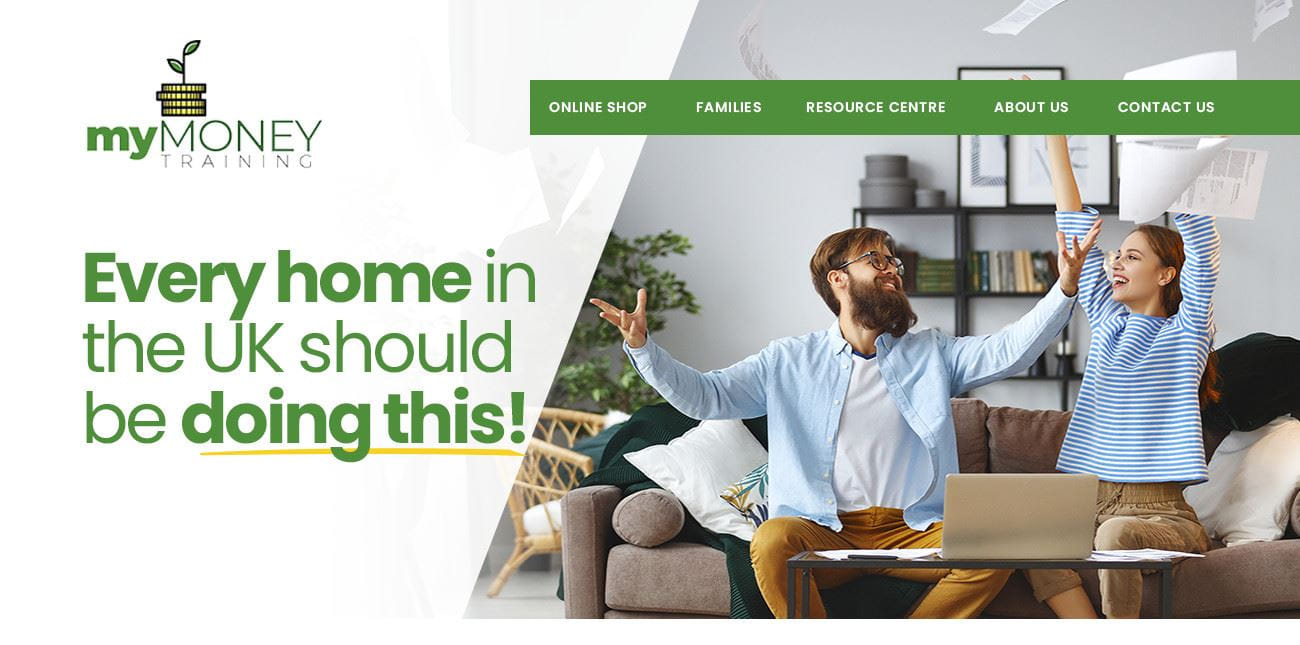 myMONEY
TRAINING
ONLINE SHOP
FAMILIES
RESOURCE CENTRE
ABOUT US
CONTACT US
Every home in
the UK should
be doing this!